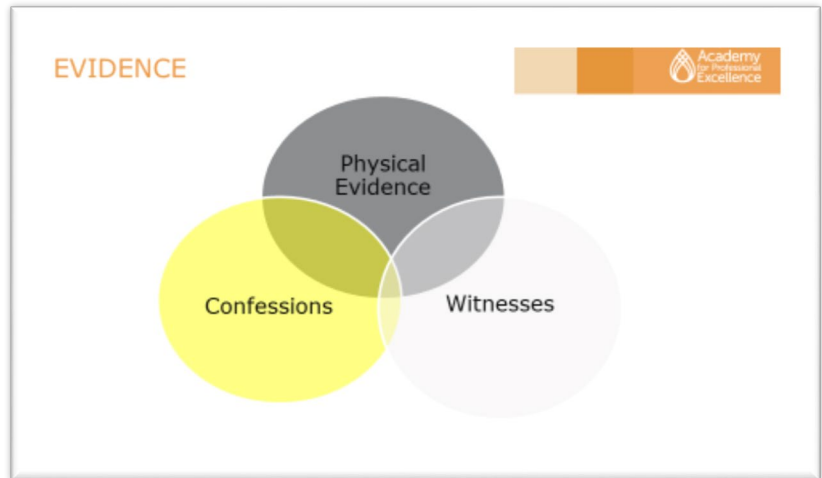 EVIDENCE
Academy
for Professional
Excellence
Physical
Evidence
Confessions
Witnesses